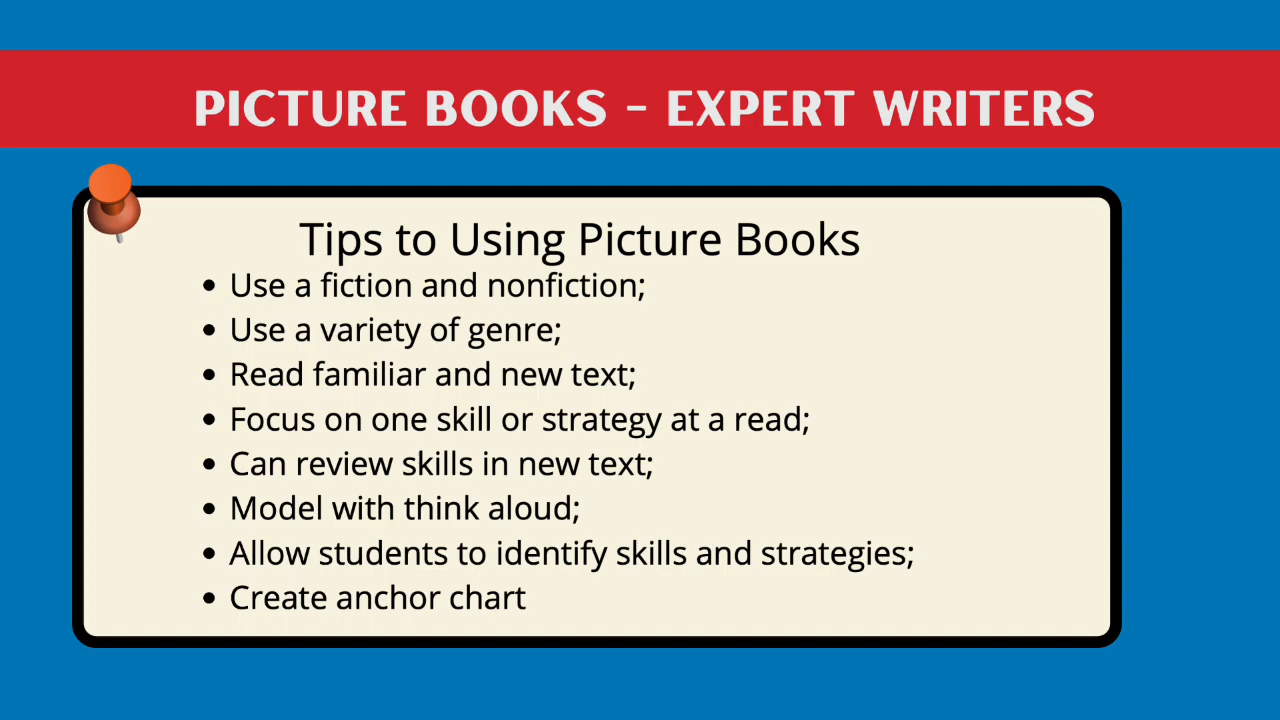 PICTURE BOOKS - EXPERT WRITERS
Tips to Using Picture Books
• Use a fiction and nonfiction;
• Use a variety of genre;
• Read familiar and new text;
• Focus on one skill or strategy at a read;
• Can review skills in new text;
• Model with think aloud;
• Allow students to identify skills and strategies;
• Create anchor chart